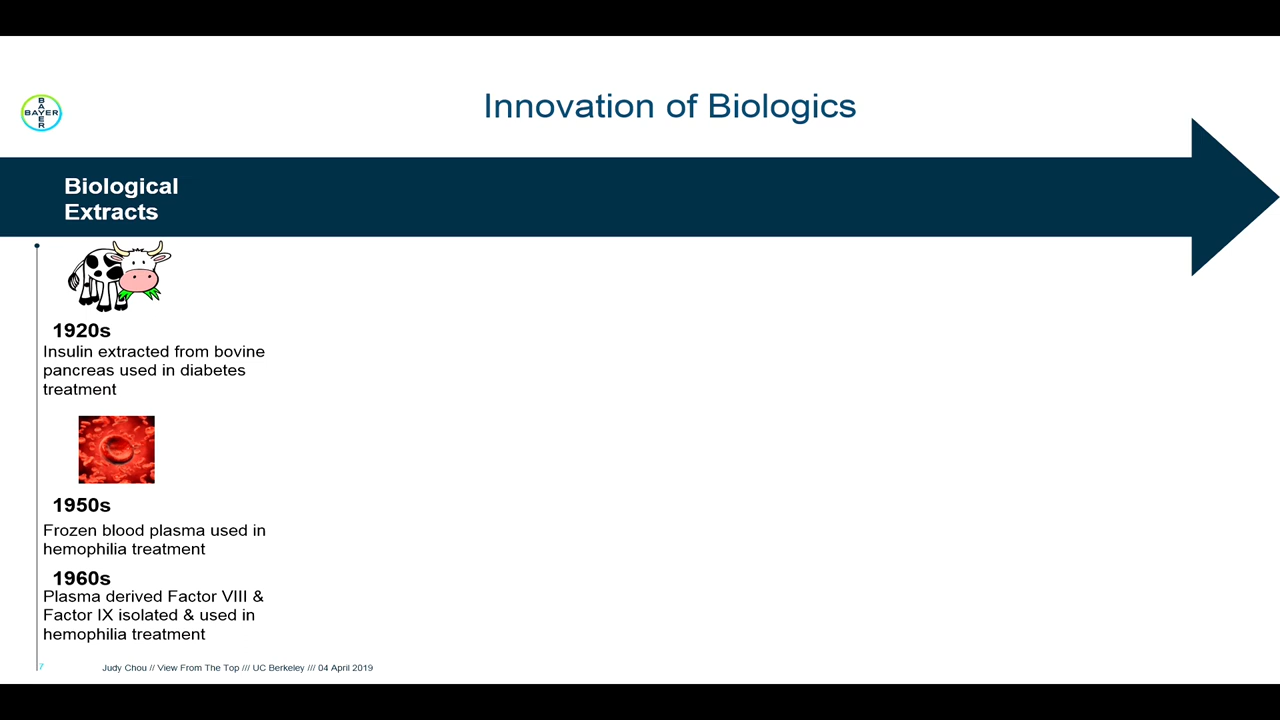 Innovation of Biologics
BAYER
BAYER
Biological
Extracts
1920s
Insulin extracted from bovine
pancreas used in diabetes
treatment
1950s
Frozen blood plasma used in
hemophilia treatment
1960s
Plasma derived Factor VIII &
Factor IX isolated & used in
hemophilia treatment
7
Judy Chou // View From The Top /// UC Berkeley /// 04 April 2019